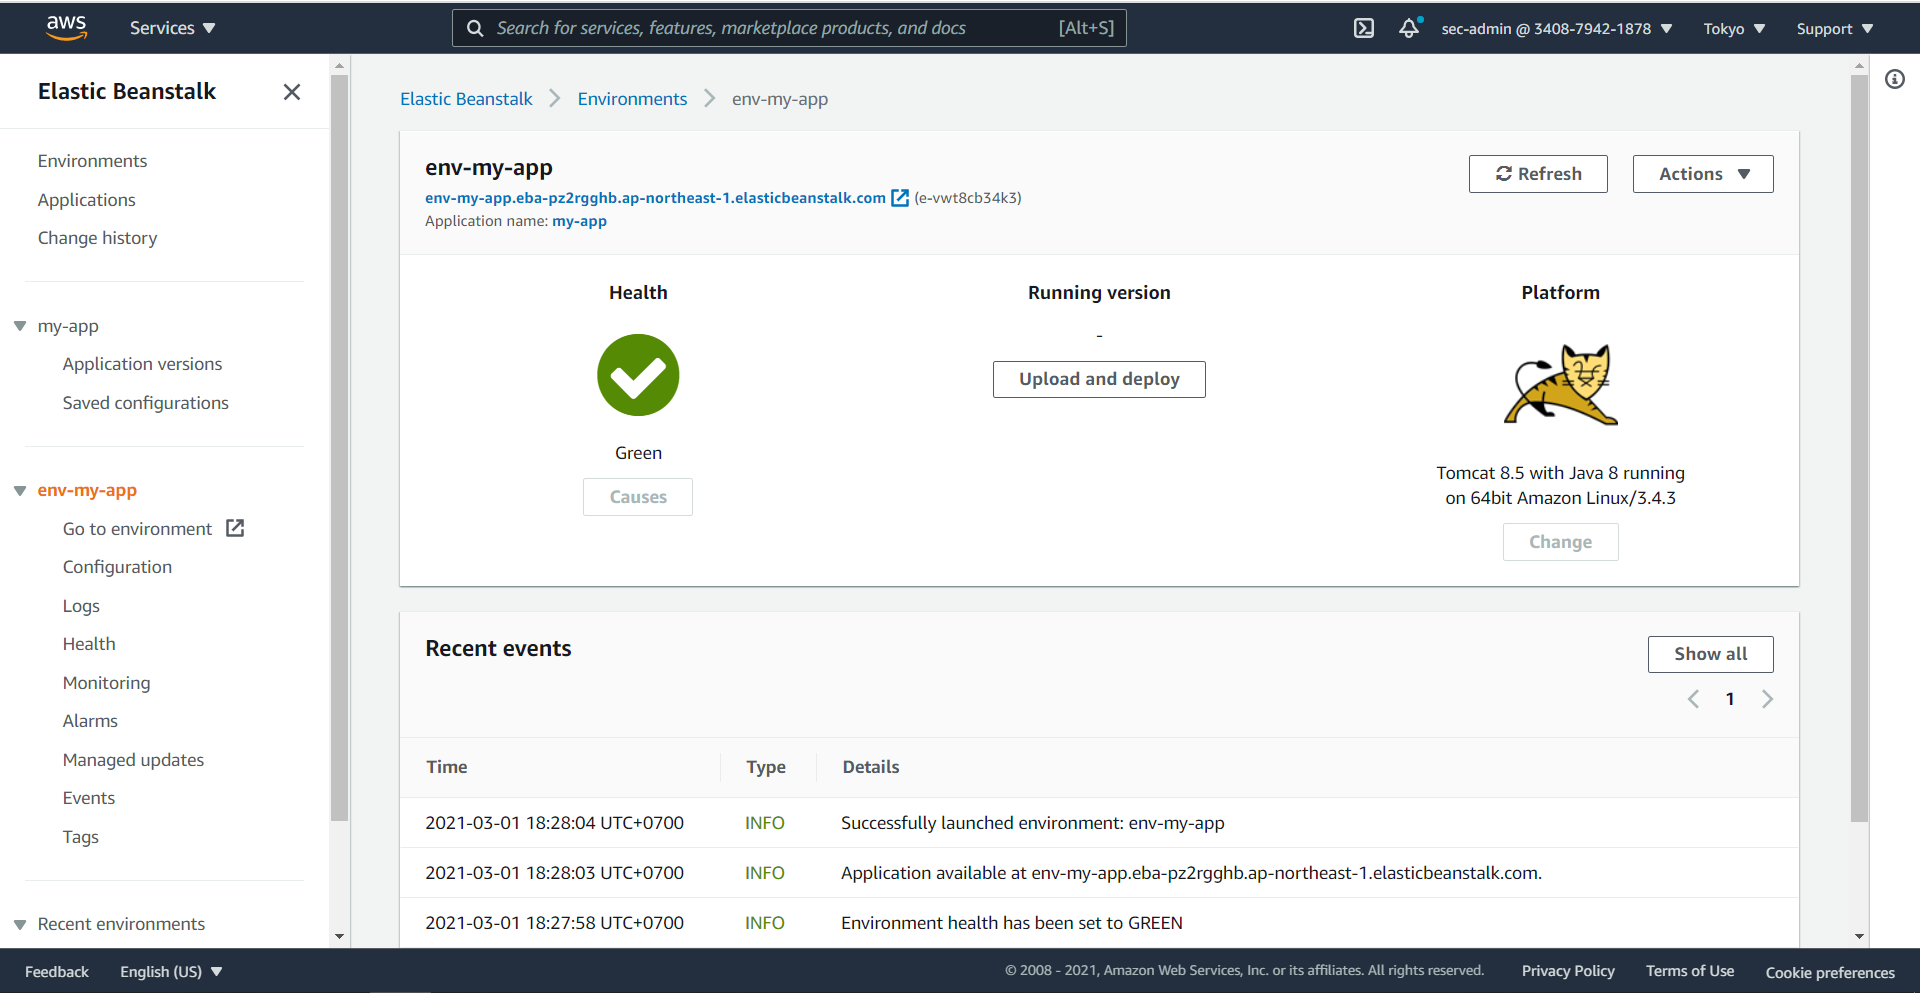 aws
Services
Search for services, features, marketplace products, and docs [Alt+S]
sec-admin @ 3408-7942-1878
Tokyo
Support
Elastic Beanstalk
Environments
Applications
Change history
my-app
Application versions
Saved configurations
env-my-app
Go to environment
Configuration
Logs
Health
Monitoring
Alarms
Managed updates
Events
Tags
Recent environments
Elastic Beanstalk Environments env-my-app
env-my-app
env-my-app.eba-pz2rgghb.ap-northeast-1.elasticbeanstalk.com (e-vwt8cb34k3)
Application name: my-app
Refresh
Actions
Health
Green
Causes
Running version
-
Upload and deploy
Platform
Tomcat 8.5 with Java 8 running
on 64bit Amazon Linux/3.4.3
Change
Recent events
Show all
1
Time Type Details
2021-03-01 18:28:04 UTC+0700 INFO Successfully launched environment: env-my-app
2021-03-01 18:28:03 UTC+0700 INFO Application available at env-my-app.eba-pz2rgghb.ap-northeast-1.elasticbeanstalk.com.
2021-03-01 18:27:58 UTC+0700 INFO Environment health has been set to GREEN
Feedback
English (US)
© 2008 - 2021, Amazon Web Services, Inc. or its affiliates. All rights reserved.
Privacy Policy
Terms of Use
Cookie preferences